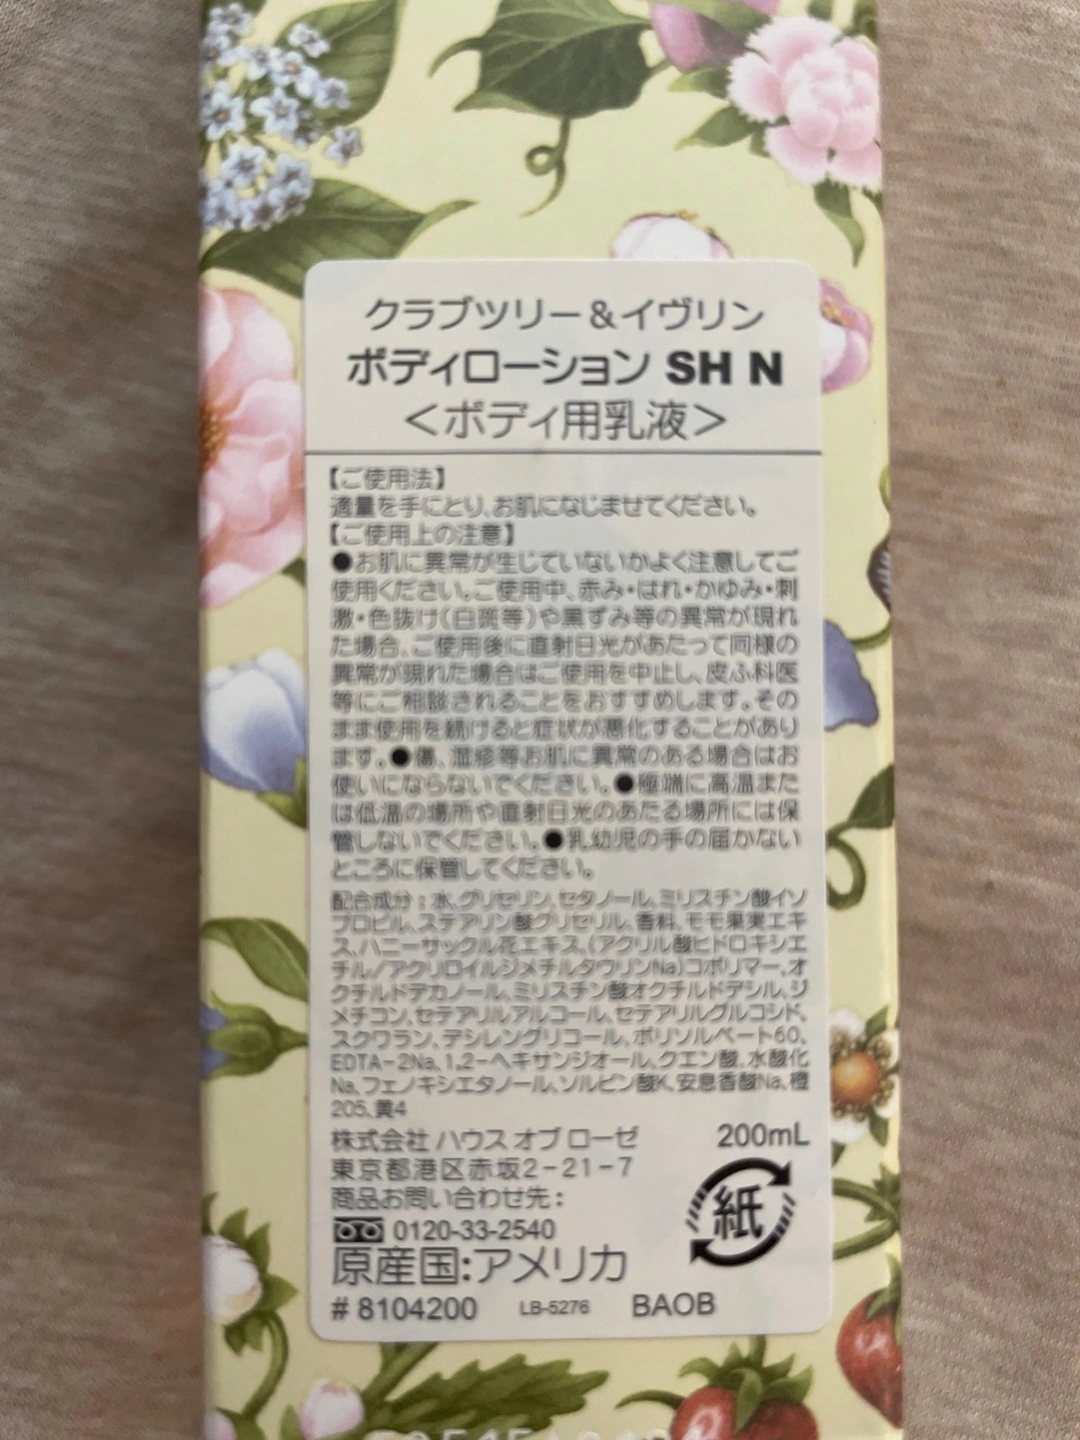 クラブツリー＆イヴリン
ボディローション SH N
＜ボディ用乳液＞
【ご使用法】
適量を手にとり、お肌になじませてください。
【ご使用上の注意】
●お肌に異常が生じていないかよく注意してご
使用ください。ご使用中、赤み・はれ・かゆみ・刺
激・色抜け（白斑等）や黒ずみ等の異常が現れ
た場合、ご使用後に直射日光があたって同様の
異常が現れた場合はご使用を中止し、皮ふ科医
等にご相談されることをおすすめします。その
まま使用を続けると症状が悪化することがあり
ます。●傷、湿疹等お肌に異常のある場合はお
使いにならないでください。●極端に高温また
は低温の場所や直射日光のあたる場所には保
管しないでください。●乳幼児の手の届かない
ところに保管してください。
配合成分：水、グリセリン、セタノール、ミリスチン酸イソ
プロピル、ステアリン酸グリセリル、香料、モモ果実エキ
ス、ハニーサックル花エキス、（アクリル酸ヒドロキシエ
チル／アクリロイルジメチルタウリンNa）コポリマー、オ
クチルドデカノール、ミリスチン酸オクチルドデシル、ジ
メチコン、セテアリルアルコール、セテアリルグルコシド、
スクワラン、デシレングリコール、ポリソルベート60、
EDTA-2Na、1,2-ヘキサンジオール、クエン酸、水酸化
Na、フェノキシエタノール、ソルビン酸K、安息香酸Na、橙
205、黄4
株式会社 ハウス オブ ローゼ 200mL
東京都港区赤坂2-21-7
商品お問い合わせ先：
0120-33-2540
紙
原産国：アメリカ
# 8104200 LB-5276 BAOB